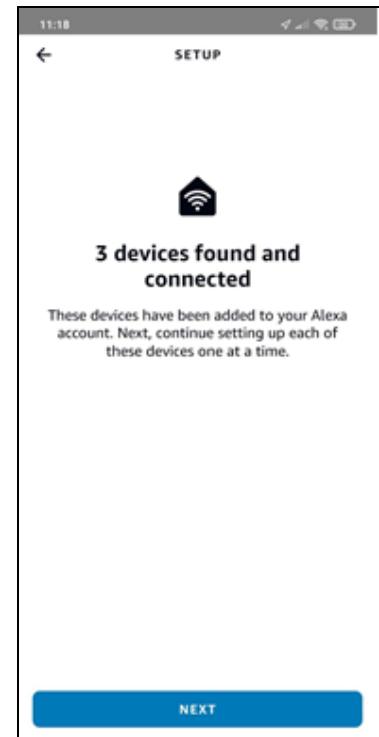 11:18
SETUP
3 devices found and
connected
These devices have been added to your Alexa
account. Next, continue setting up each of
these devices one at a time.
NEXT